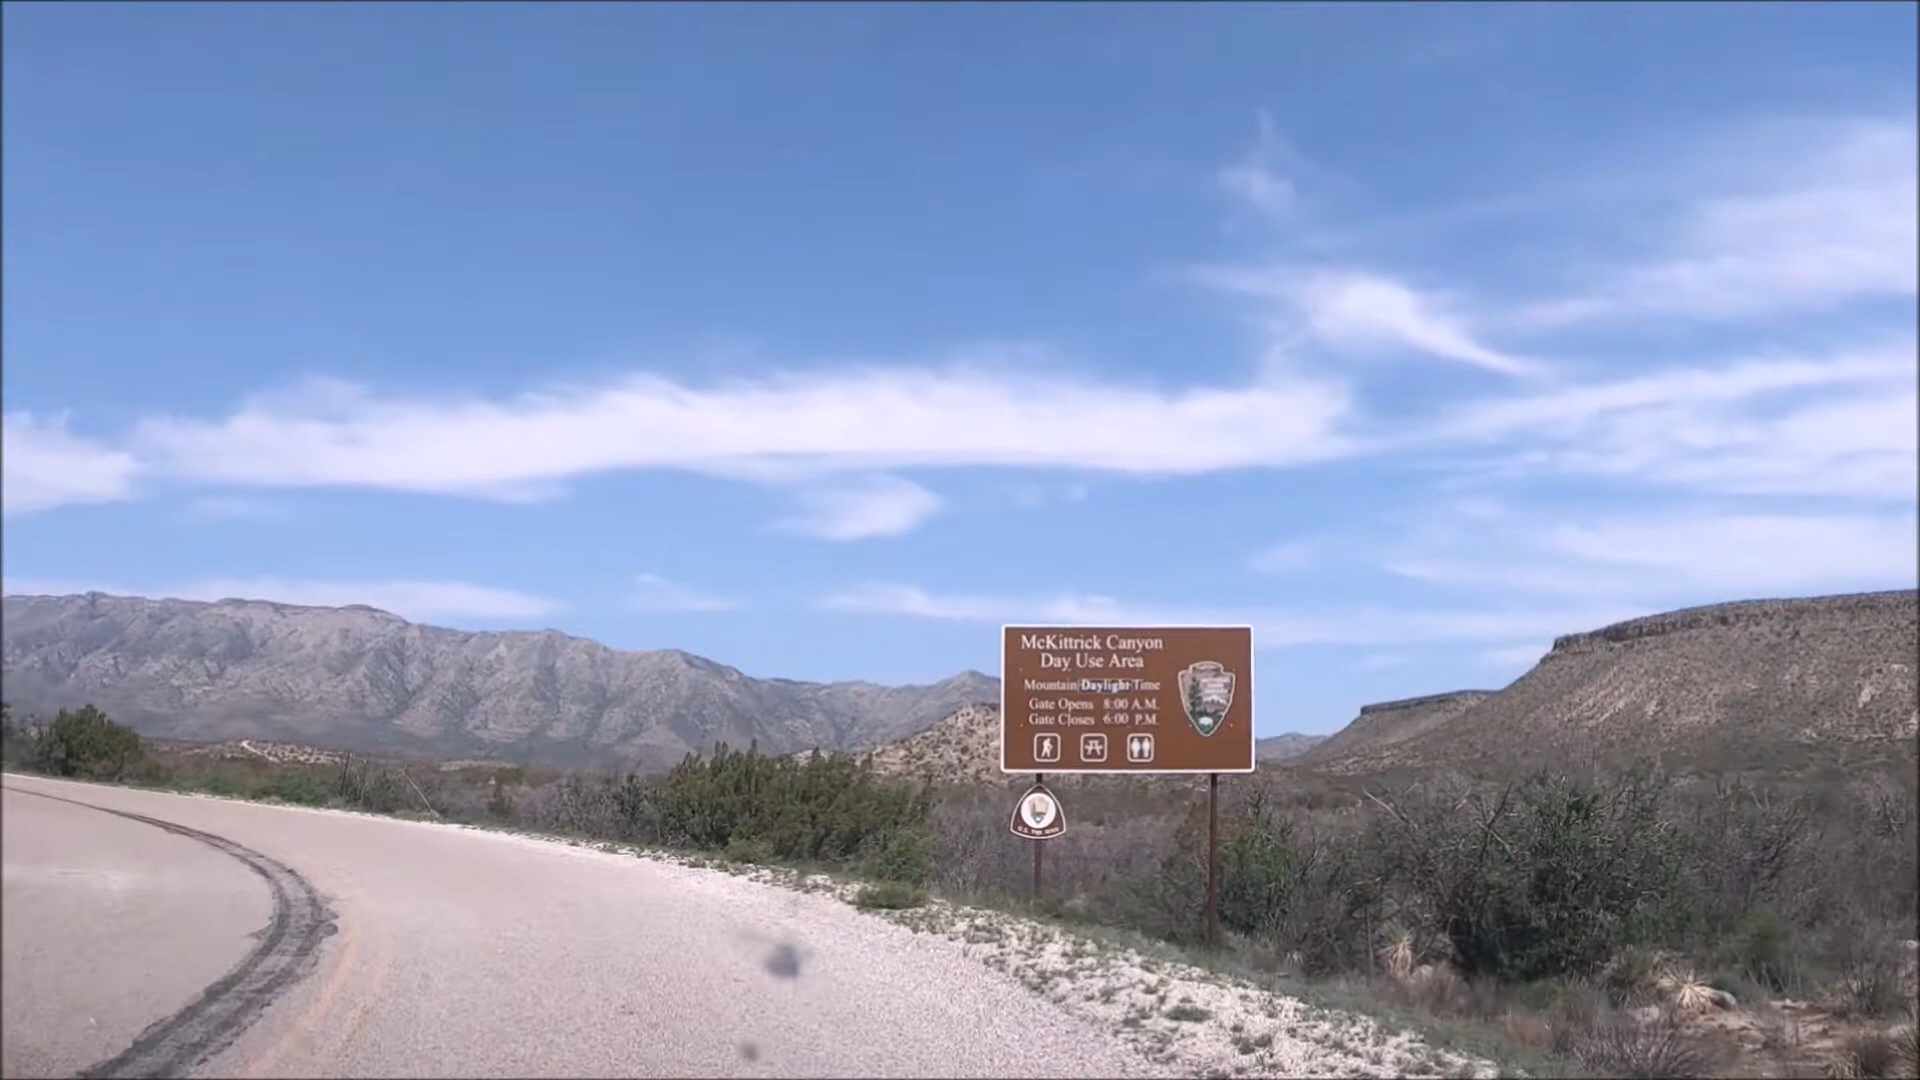 McKittrick Canyon
Day Use Area
Mountain Daylight Time
Gate Opens 8:00 A.M.
Gate Closes 6:00 P.M.